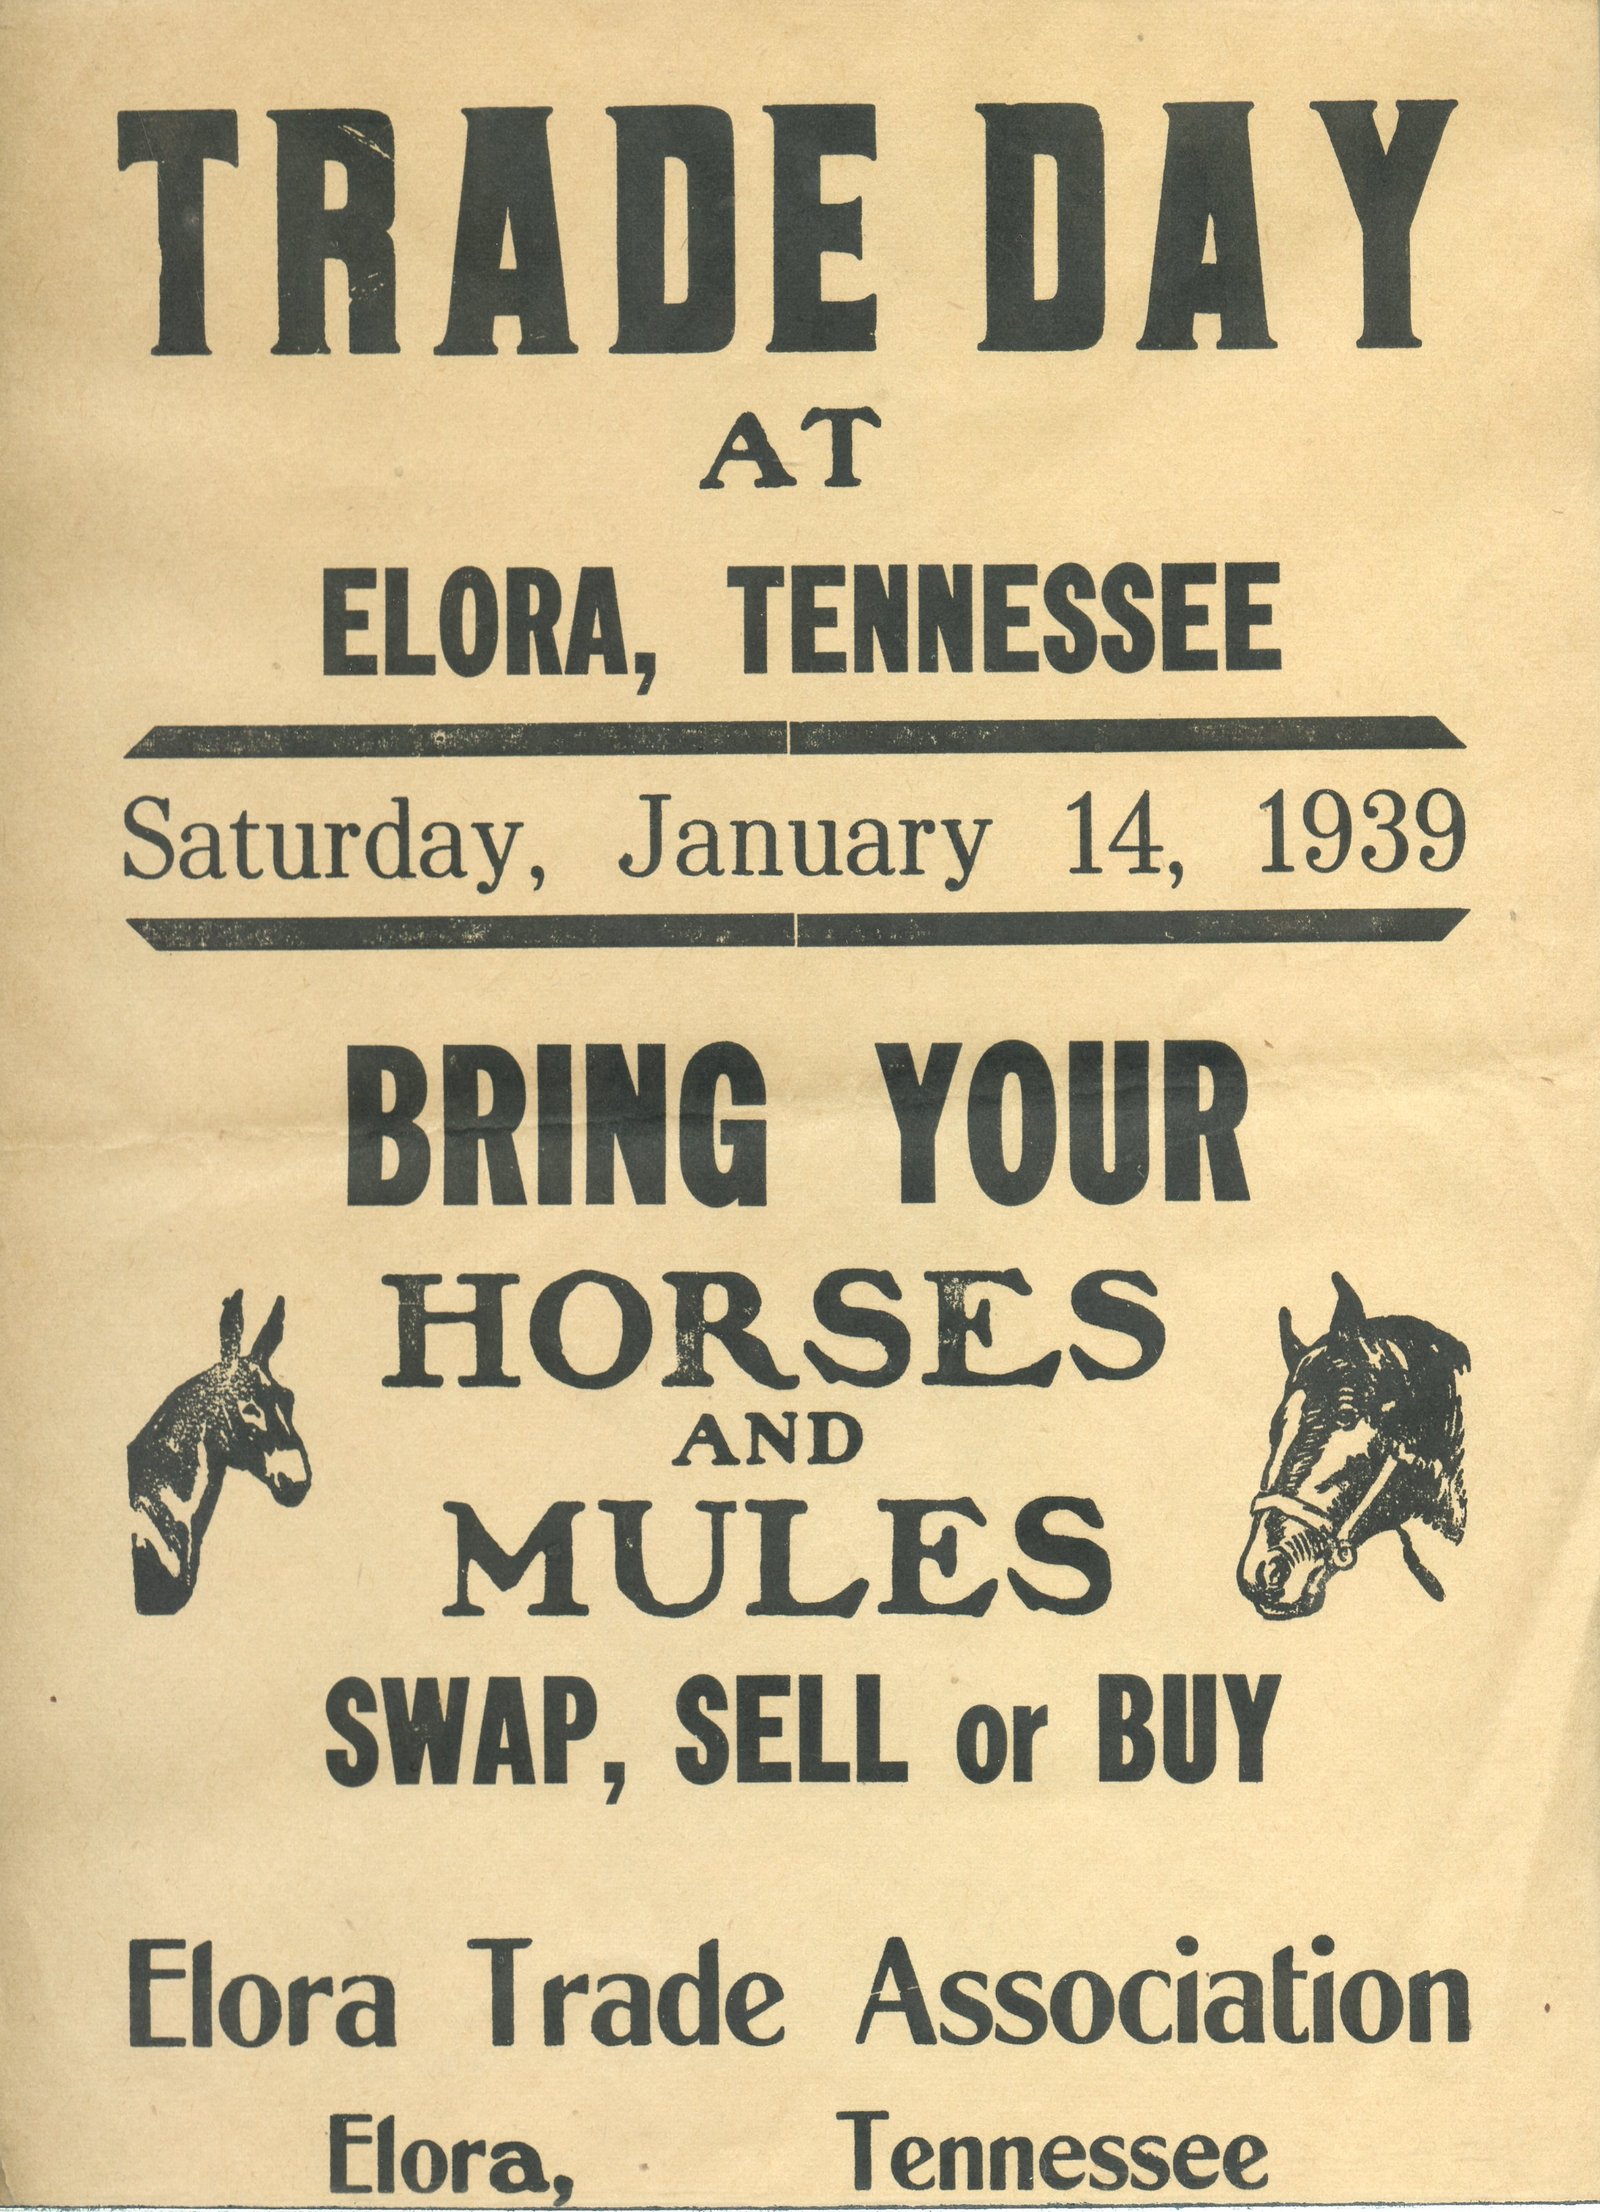 TRADE DAY
AT
ELORA, TENNESSEE
Saturday, January 14, 1939
BRING YOUR
HORSES
AND
MULES
SWAP, SELL or BUY
Elora Trade Association
Elora, Tennessee